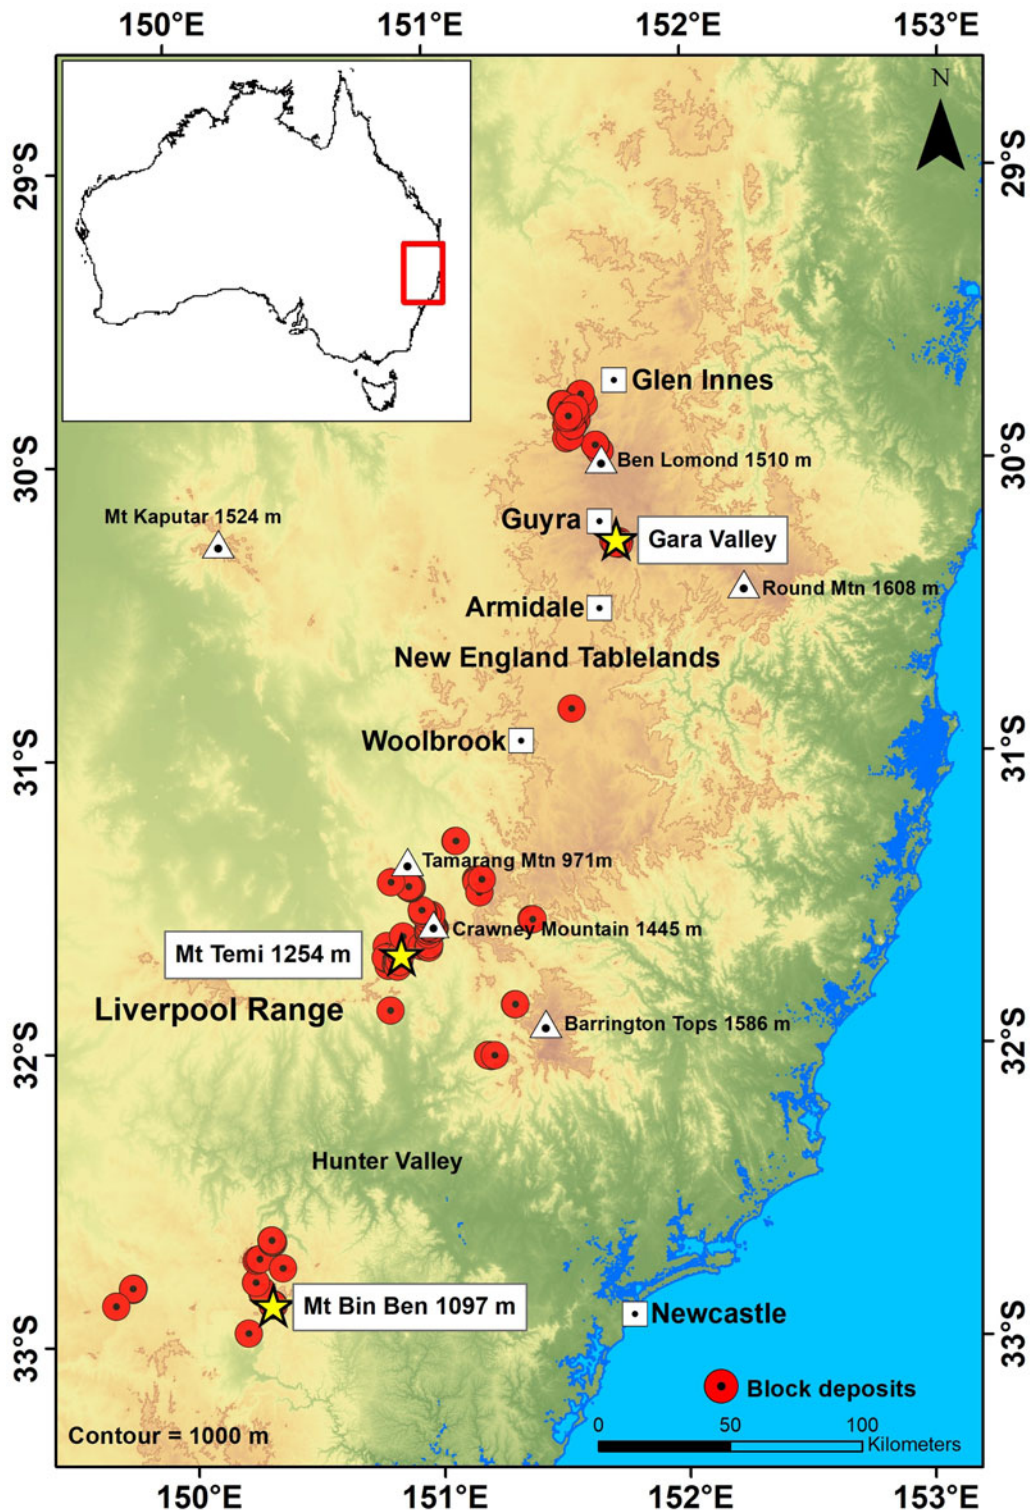 150°E 151°E 152°E 153°E
N
29°S 29°S
Glen Innes
30°S 30°S
Ben Lomond 1510 m
Mt Kaputar 1524 m
Guyra
Gara Valley
Round Mtn 1608 m
Armidale
New England Tablelands
Woolbrook
31°S 31°S
Tamarang Mtn 971m
Crawney Mountain 1445 m
Mt Temi 1254 m
Liverpool Range
Barrington Tops 1586 m
32°S 32°S
Hunter Valley
Mt Bin Ben 1097 m
Newcastle
33°S 33°S
Block deposits
Contour = 1000 m
0 50 100
Kilometers
150°E 151°E 152°E 153°E